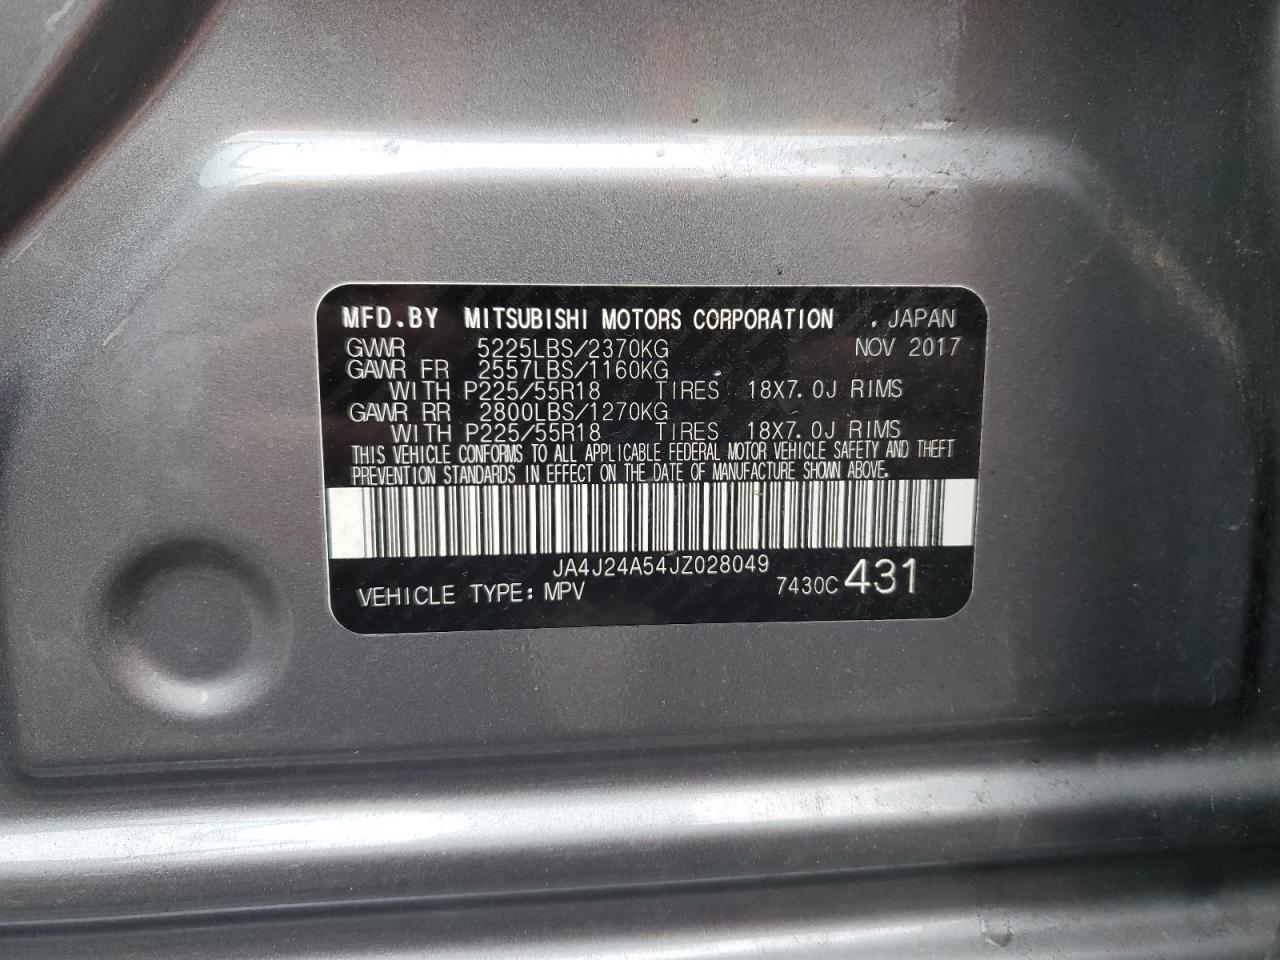 MFD.BY MITSUBISHI MOTORS CORPORATION , JAPAN
GVWR 5225LBS/2370KG NOV 2017
GAWR FR 2557LBS/1160KG
WITH P225/55R18 TIRES 18X7.0J RIMS
GAWR RR 2800LBS/1270KG
WITH P225/55R18 TIRES 18X7.0J RIMS
THIS VEHICLE CONFORMS TO ALL APPLICABLE FEDERAL MOTOR VEHICLE SAFETY AND THEFT
PREVENTION STANDARDS IN EFFECT ON THE DATE OF MANUFACTURE SHOWN ABOVE.
JA4J24A54JZ028049
VEHICLE TYPE: MPV 7430C 431